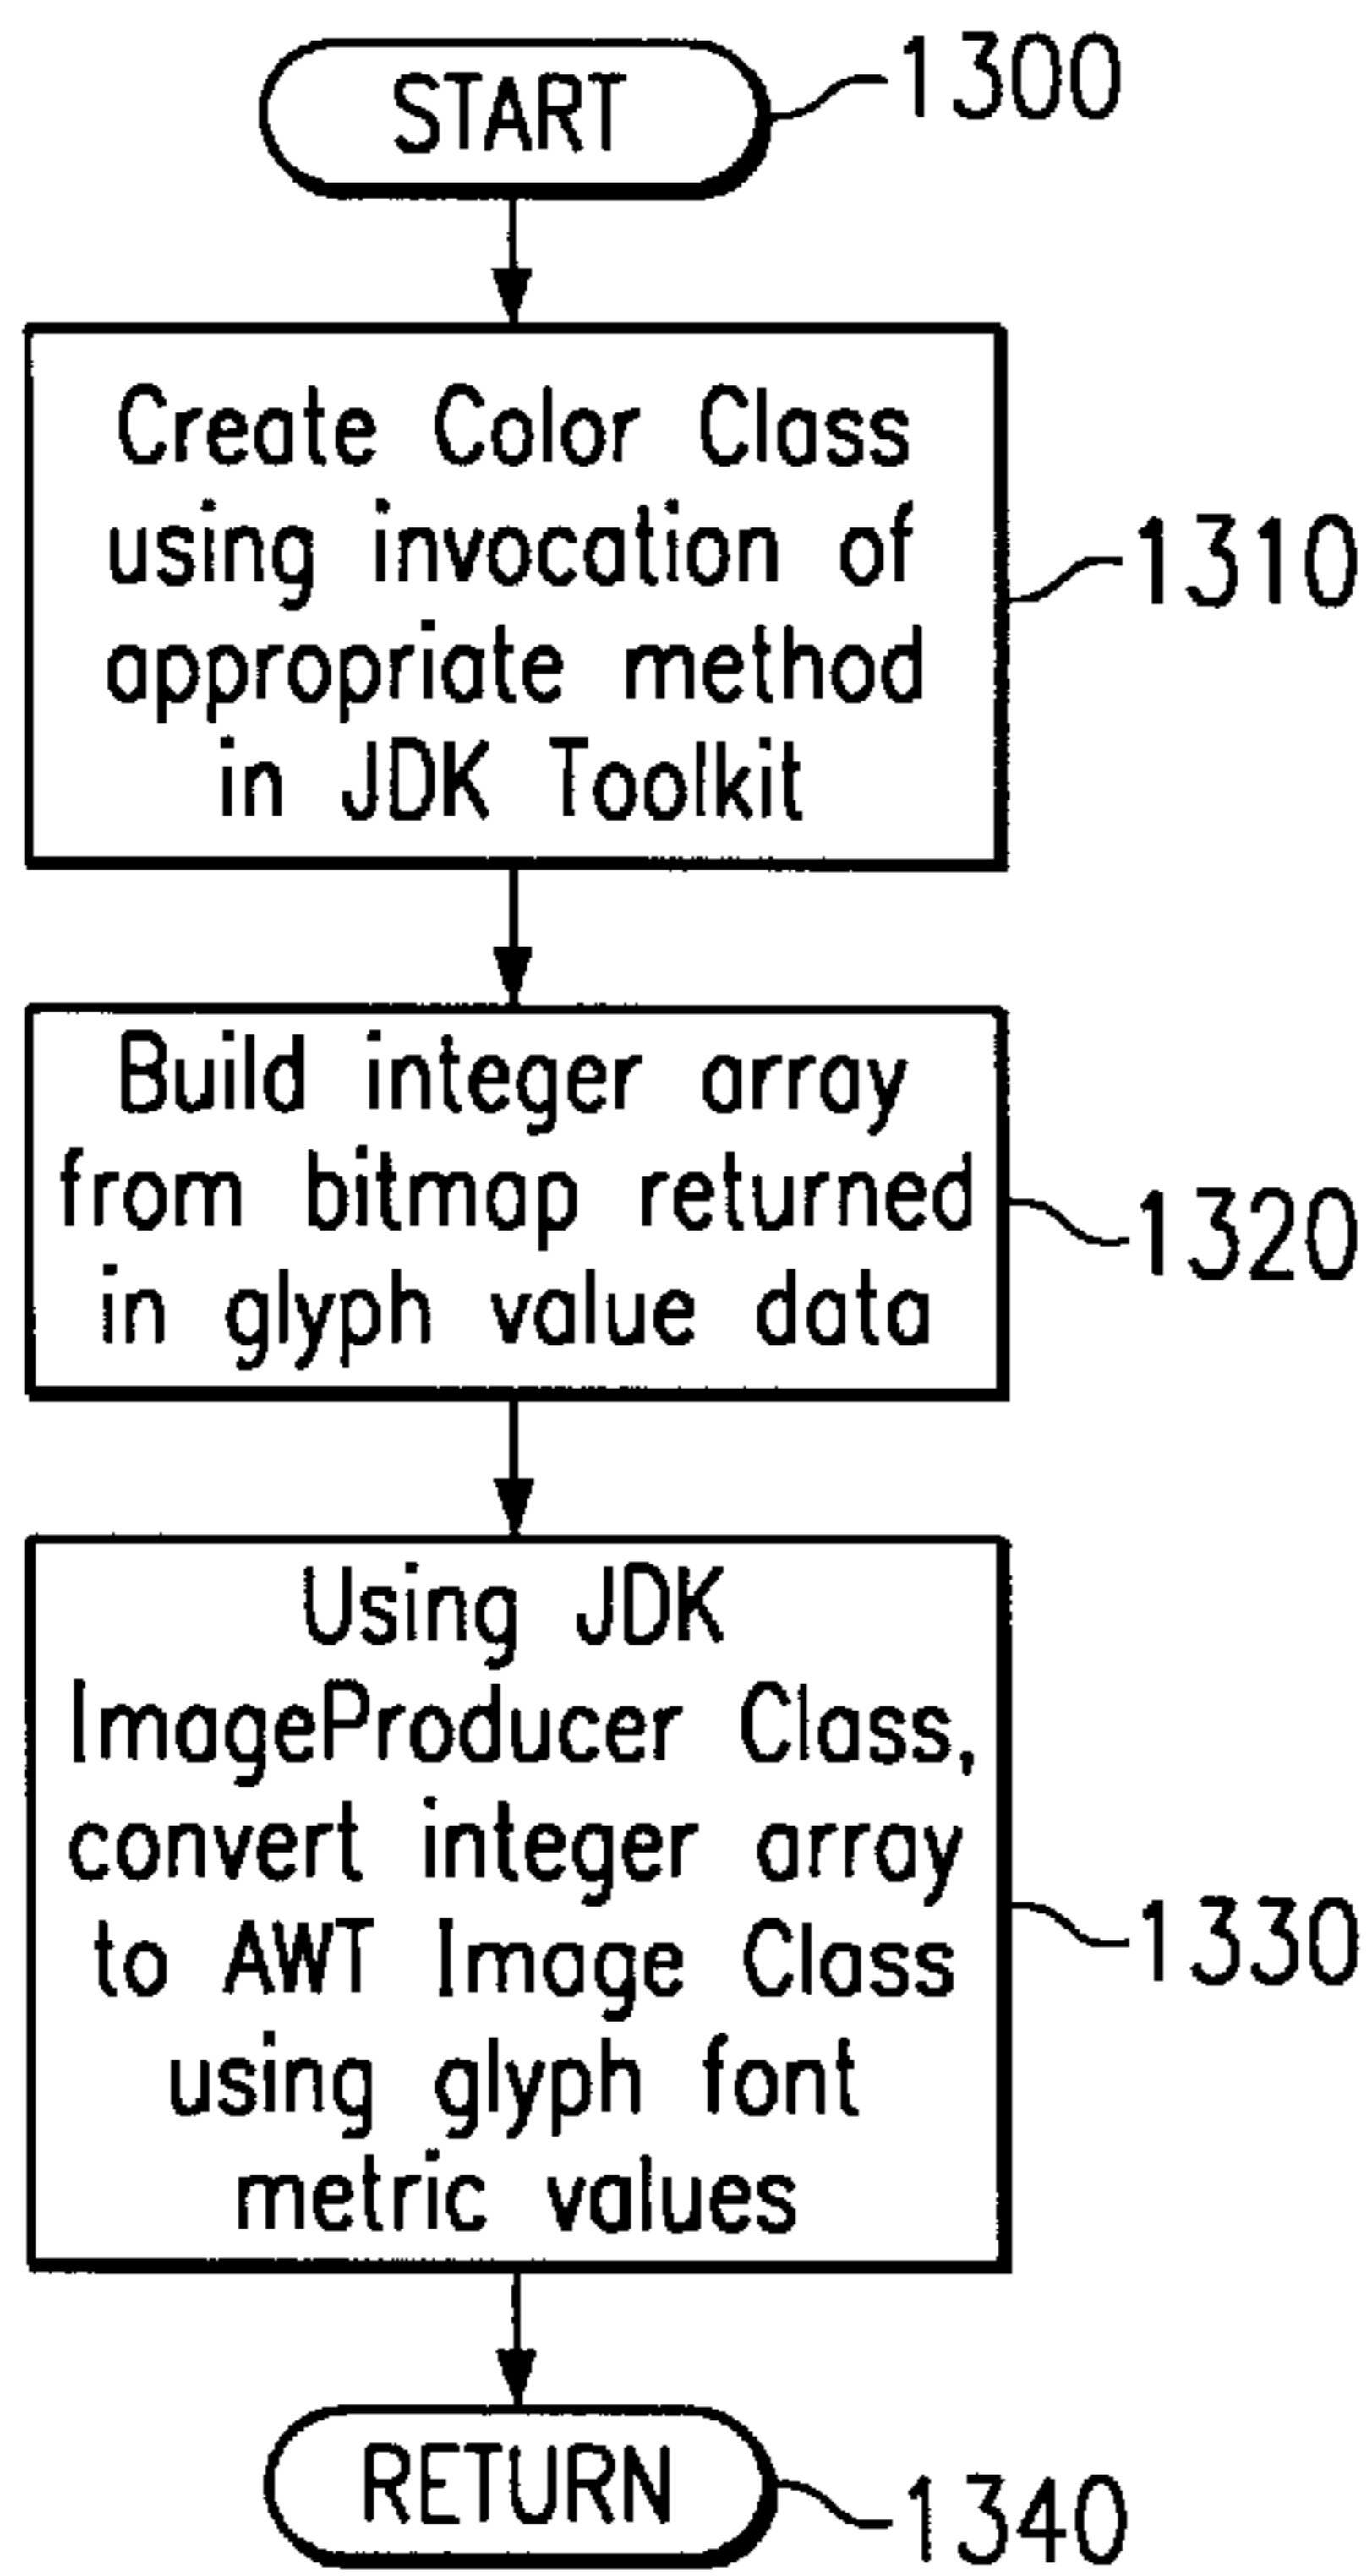 START
1300
Create Color Class
using invocation of
appropriate method
in JDK Toolkit
1310
Build integer array
from bitmap returned
in glyph value data
1320
Using JDK
ImageProducer Class,
convert integer array
to AWT Image Class
using glyph font
metric values
1330
RETURN
1340